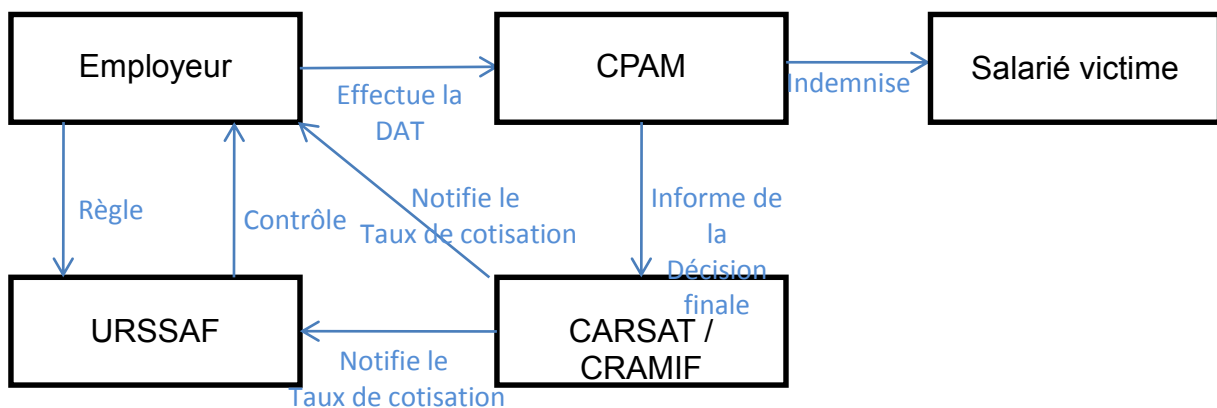 Employeur
CPAM
Salarié victime
Effectue la
DAT
Indemnise
Règle
Contrôle
Notifie le
Taux de cotisation
Informe de
la
Décision
finale
URSSAF
CARSAT /
CRAMIF
Notifie le
Taux de cotisation